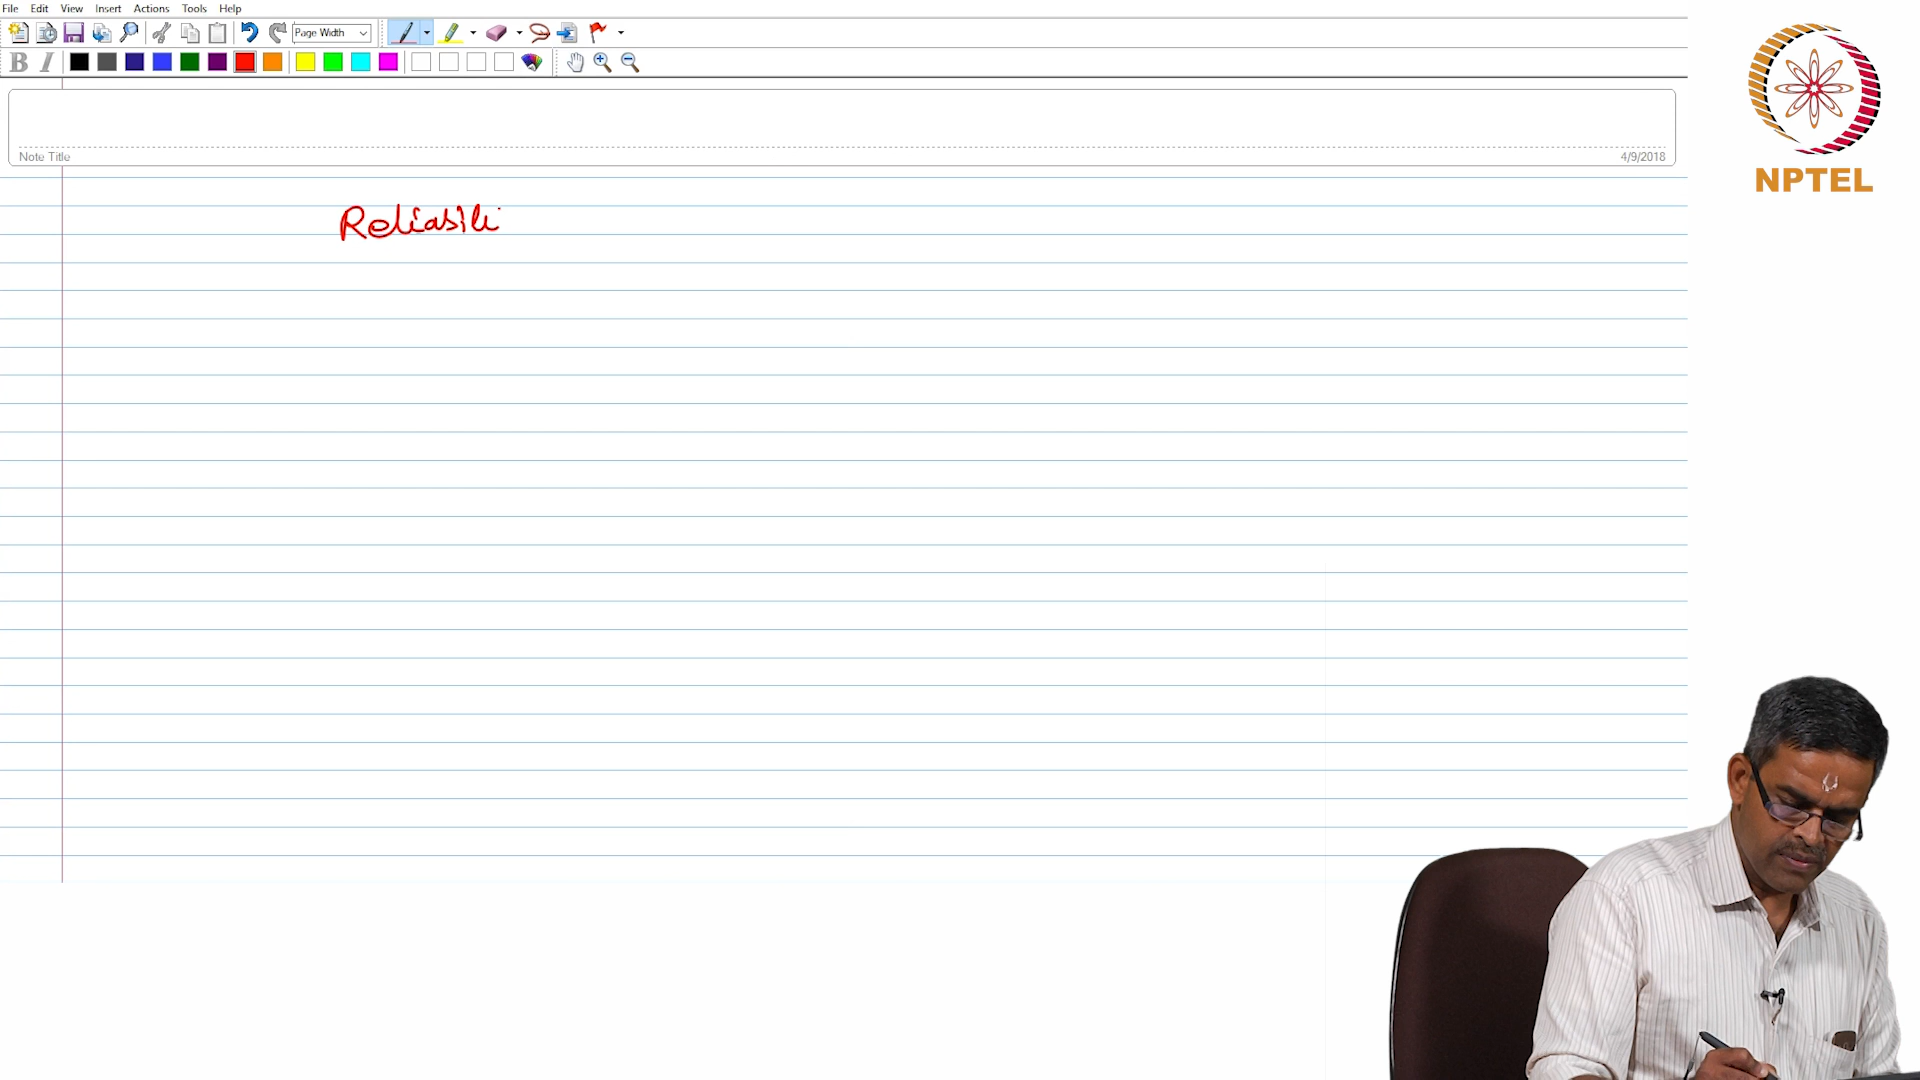 File Edit View Insert Actions Tools Help
Page Width
B I
Note Title
4/9/2018
Reliabili
NPTEL